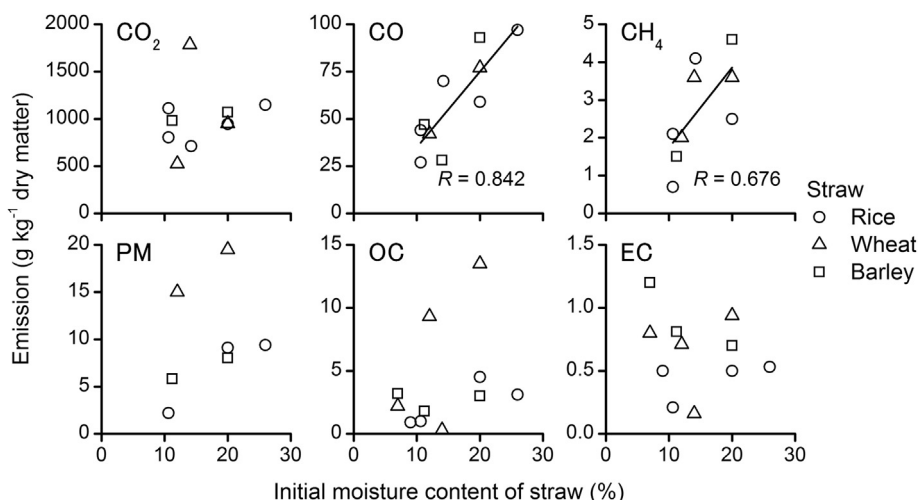 CO2
2000
1500
1000
500
0
CO
100
75
50
25
0
R = 0.842
CH4
5
4
3
2
1
0
R = 0.676
Straw
Rice
Wheat
Barley
Emission (g kg-1 dry matter)
PM
20
15
10
5
0
0 10 20 30
OC
15
10
5
0
0 10 20 30
EC
1.5
1.0
0.5
0.0
0 10 20 30
Initial moisture content of straw (%)